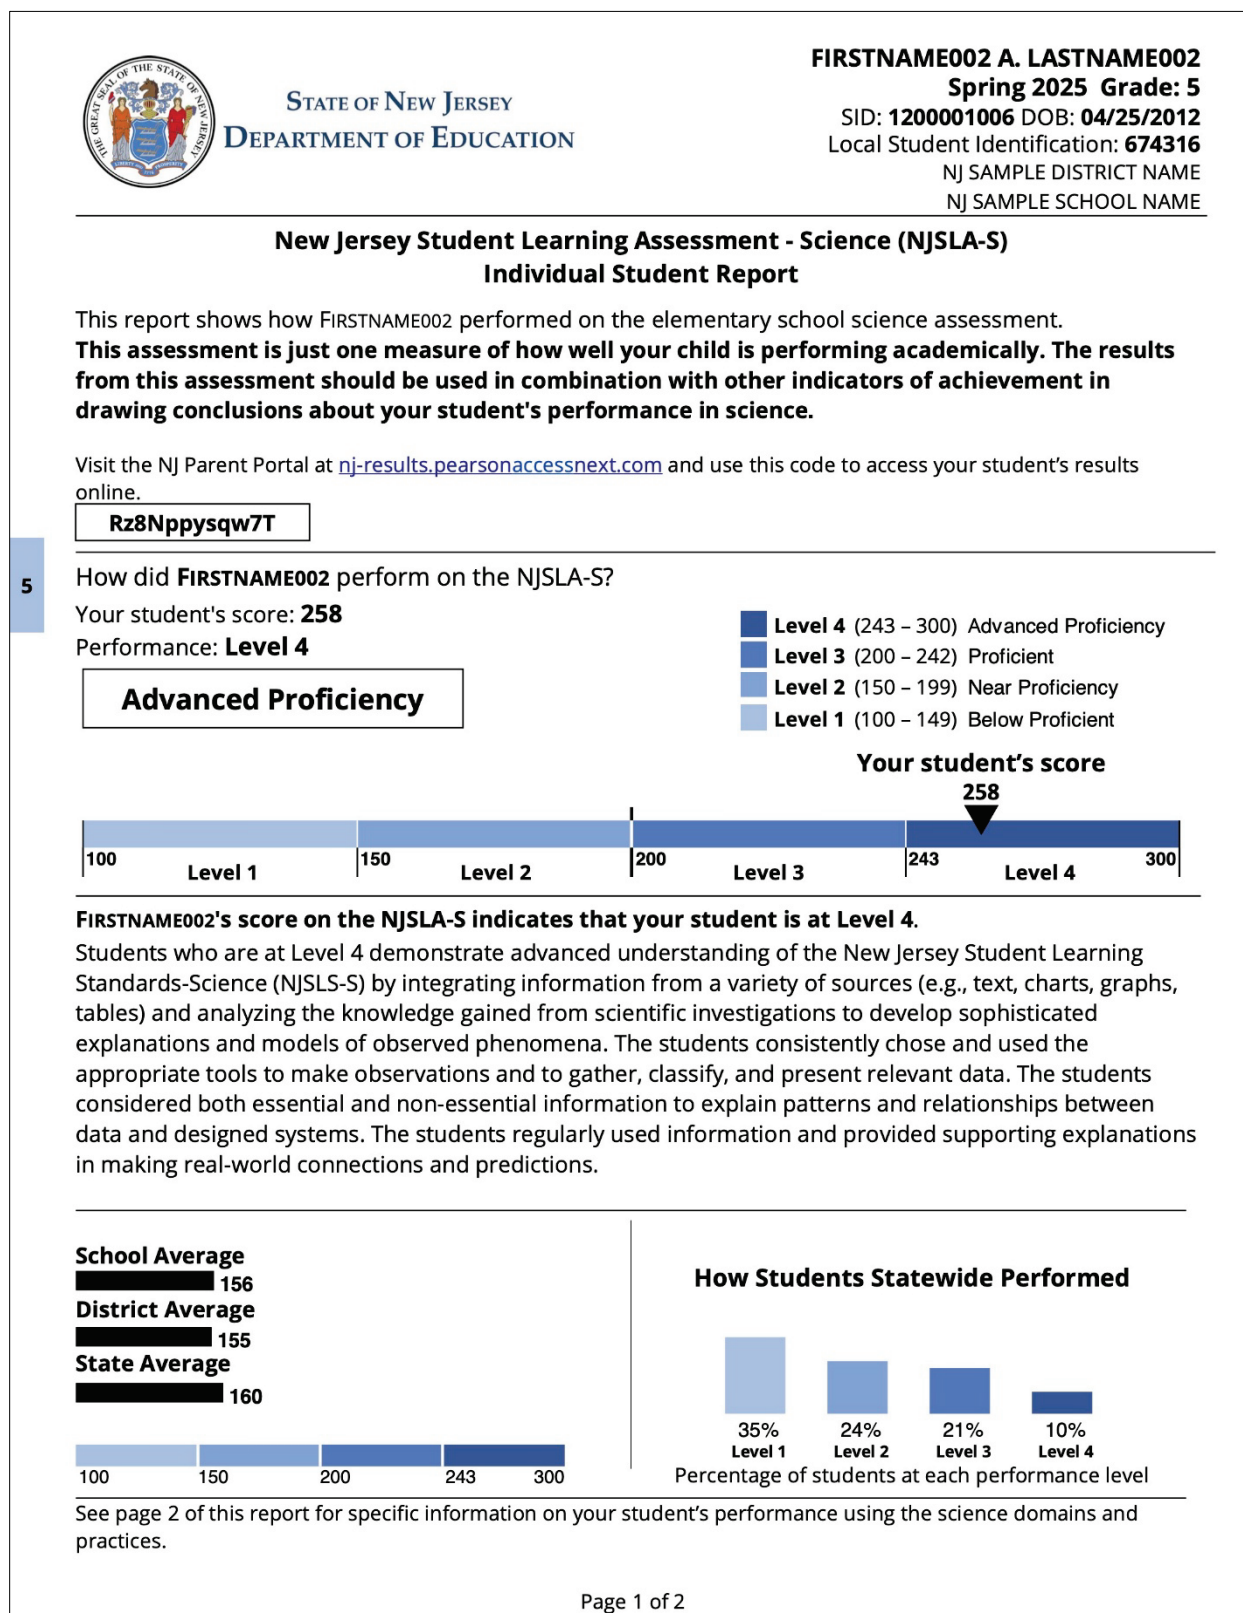 THE GREAT SEAL OF THE STATE OF NEW JERSEY
LIBERTY AND PROSPERITY
1776
STATE OF NEW JERSEY
DEPARTMENT OF EDUCATION
FIRSTNAME002 A. LASTNAME002
Spring 2025 Grade: 5
SID: 1200001006 DOB: 04/25/2012
Local Student Identification: 674316
NJ SAMPLE DISTRICT NAME
NJ SAMPLE SCHOOL NAME
New Jersey Student Learning Assessment - Science (NJSLA-S)
Individual Student Report
This report shows how FIRSTNAME002 performed on the elementary school science assessment.
This assessment is just one measure of how well your child is performing academically. The results
from this assessment should be used in combination with other indicators of achievement in
drawing conclusions about your student's performance in science.
Visit the NJ Parent Portal at nj-results.pearsonaccessnext.com and use this code to access your student’s results
online.
Rz8Nppysqw7T
5
How did FIRSTNAME002 perform on the NJSLA-S?
Your student's score: 258
Performance: Level 4
Advanced Proficiency
Level 4 (243 – 300) Advanced Proficiency
Level 3 (200 – 242) Proficient
Level 2 (150 – 199) Near Proficiency
Level 1 (100 – 149) Below Proficient
Your student’s score
258
100 150 200 243 300
Level 1 Level 2 Level 3 Level 4
FIRSTNAME002's score on the NJSLA-S indicates that your student is at Level 4.
Students who are at Level 4 demonstrate advanced understanding of the New Jersey Student Learning
Standards-Science (NJSLS-S) by integrating information from a variety of sources (e.g., text, charts, graphs,
tables) and analyzing the knowledge gained from scientific investigations to develop sophisticated
explanations and models of observed phenomena. The students consistently chose and used the
appropriate tools to make observations and to gather, classify, and present relevant data. The students
considered both essential and non-essential information to explain patterns and relationships between
data and designed systems. The students regularly used information and provided supporting explanations
in making real-world connections and predictions.
School Average
156
District Average
155
State Average
160
100 150 200 243 300
How Students Statewide Performed
35% 24% 21% 10%
Level 1 Level 2 Level 3 Level 4
Percentage of students at each performance level
See page 2 of this report for specific information on your student’s performance using the science domains and
practices.
Page 1 of 2